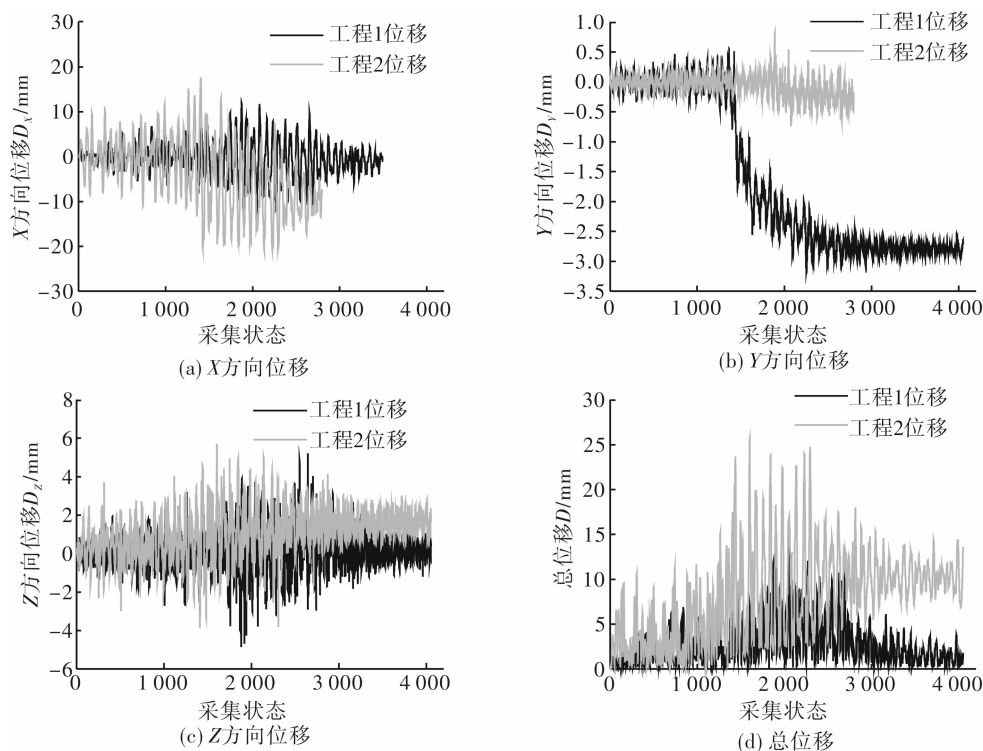 30
20
10
0
-10
-20
-30
X方向位移Dx/mm
工程1位移
工程2位移
0 1 000 2 000 3 000 4 000
采集状态
(a) X方向位移
1.0
0.5
0.0
-0.5
-1.0
-1.5
-2.0
-2.5
-3.0
-3.5
Y方向位移Dy/mm
工程1位移
工程2位移
0 1 000 2 000 3 000 4 000
采集状态
(b) Y方向位移
8
6
4
2
0
-2
-4
-6
Z方向位移DZ/mm
工程1位移
工程2位移
0 1 000 2 000 3 000 4 000
采集状态
(c) Z方向位移
30
25
20
15
10
5
0
总位移D/mm
工程1位移
工程2位移
0 1 000 2 000 3 000 4 000
采集状态
(d) 总位移